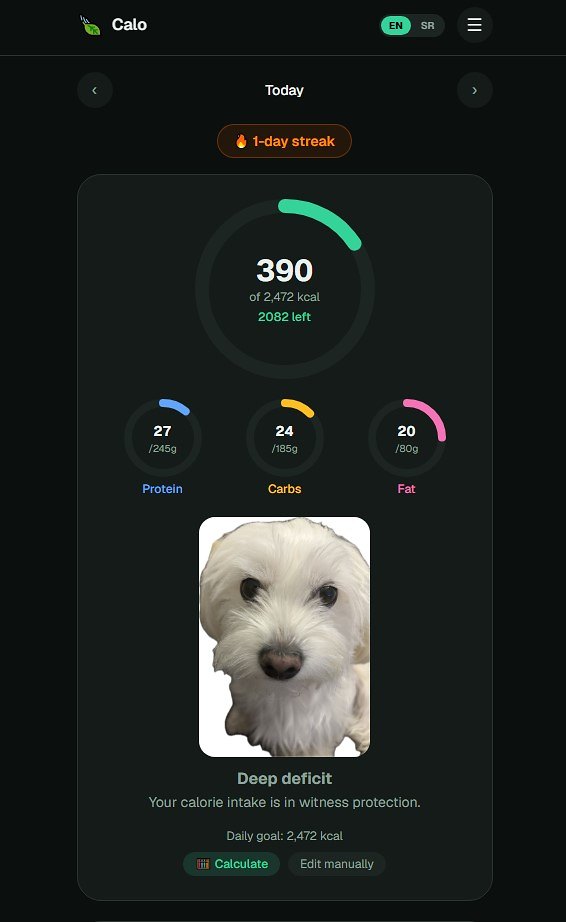 Calo
EN SR
Today
🔥 1-day streak
390
of 2,472 kcal
2082 left
27
/245g
Protein
24
/185g
Carbs
20
/80g
Fat
Deep deficit
Your calorie intake is in witness protection.
Daily goal: 2,472 kcal
🧮 Calculate
Edit manually